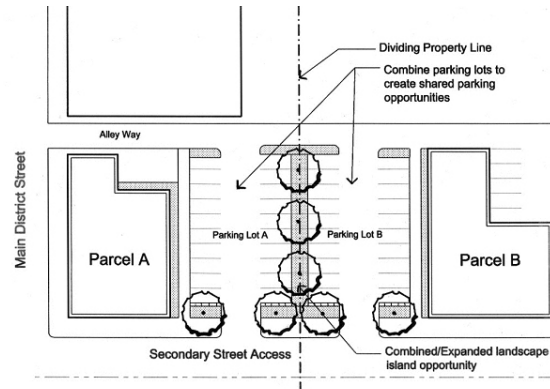 Dividing Property Line
Combine parking lots to
create shared parking
opportunities
Alley Way
Main District Street
Parking Lot A
Parking Lot B
Parcel A
Parcel B
Secondary Street Access
Combined/Expanded landscape
island opportunity